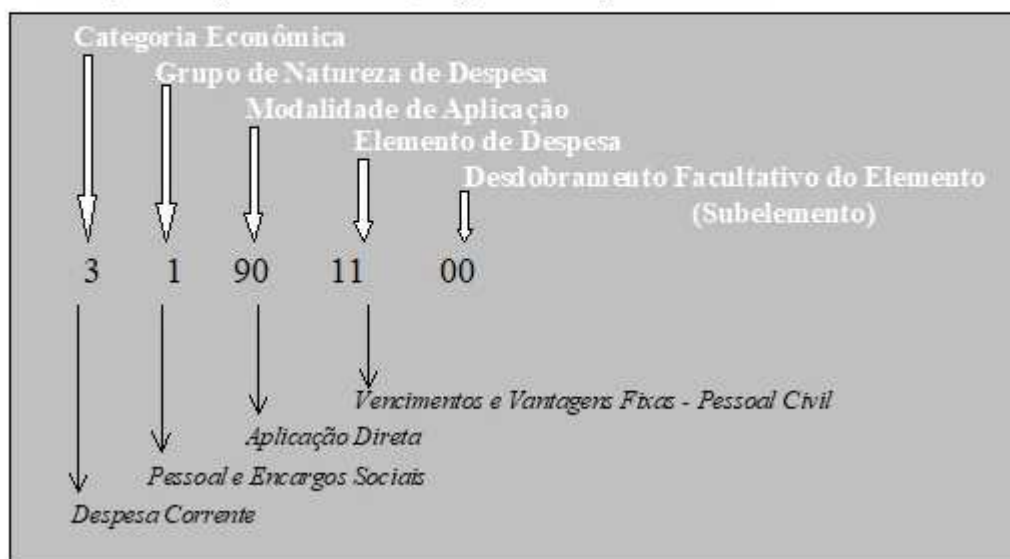 Categoria Econômica
Grupo de Natureza de Despesa
Modalidade de Aplicação
Elemento de Despesa
Desdobramento Facultativo do Elemento
(Subelemento)
3 1 90 11 00
Vencimentos e Vantagens Fixas - Pessoal Civil
Aplicação Direta
Pessoal e Encargos Sociais
Despesa Corrente